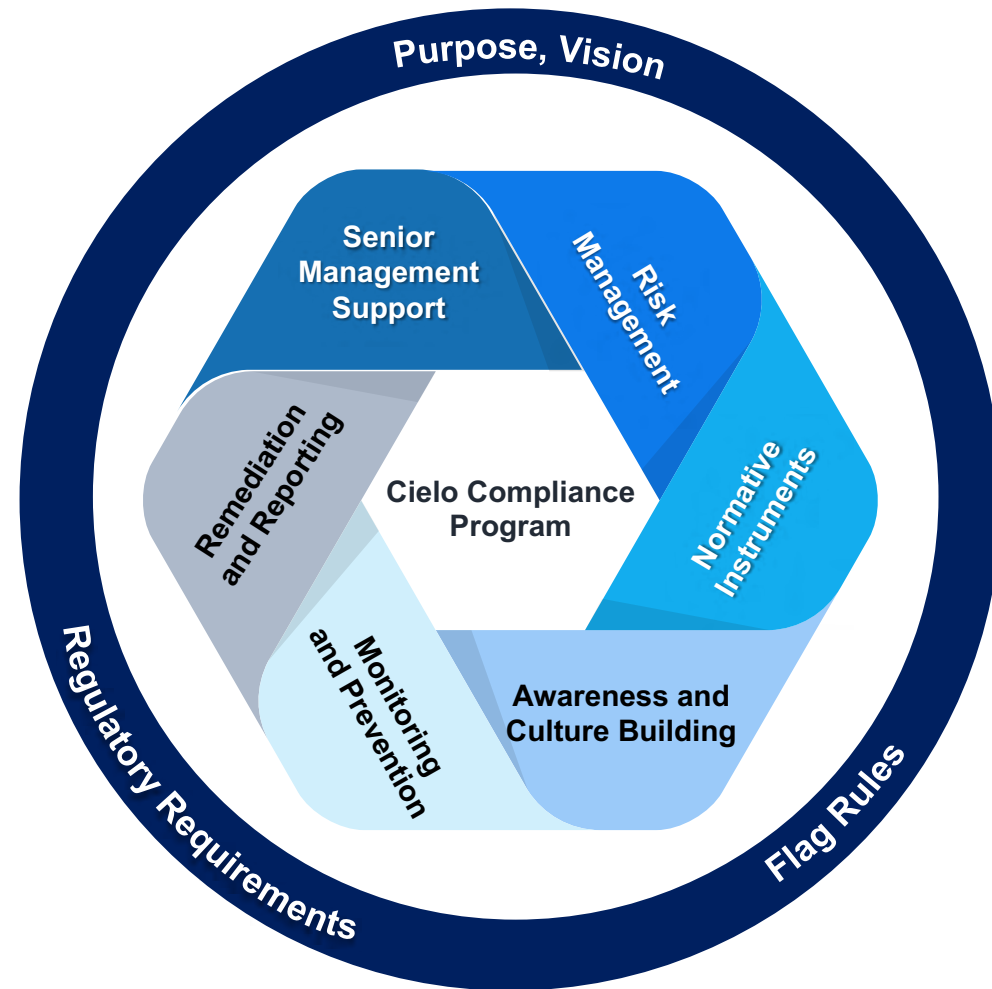 Purpose, Vision
Senior
Management
Support
Risk
Management
Normative
Instruments
Awareness and
Culture Building
Monitoring
and Prevention
Remediation
and Reporting
Cielo Compliance
Program
Flag Rules
Regulatory Requirements